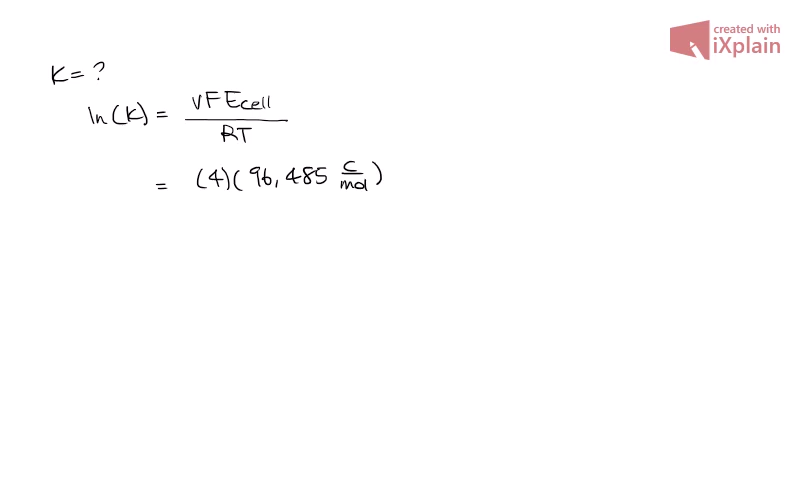 created with
iXplain
K = ?
ln(K) = νFEcell / RT
= (4)(96,485 C/mol)